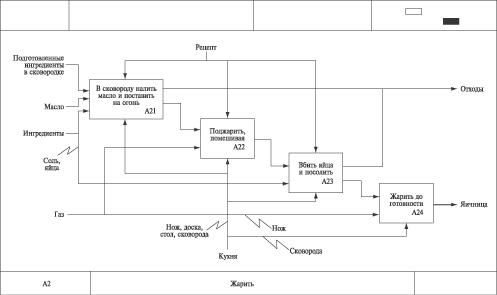 Рецепт
Подготовленные
ингредиенты
в сковородке
В сковороду налить
масло и поставить
на огонь
A21
Отходы
Масло
Ингредиенты
Поджарить,
помешивая
A22
Соль,
яйца
Вбить яйца
и посолить
A23
Жарить до
готовности
A24
Яичница
Газ
Нож, доска,
стол, сковорода
Нож
Сковорода
Кухня
A2
Жарить